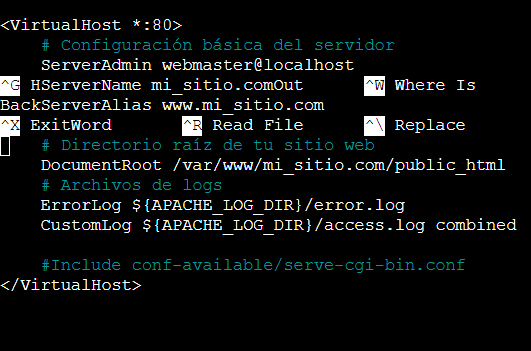 <VirtualHost *:80>
# Configuración básica del servidor
ServerAdmin webmaster@localhost
^G HServerName mi_sitio.comOut ^W Where Is
BackServerAlias www.mi_sitio.com
^X ExitWord ^R Read File ^\ Replace
# Directorio raíz de tu sitio web
DocumentRoot /var/www/mi_sitio.com/public_html
# Archivos de logs
ErrorLog ${APACHE_LOG_DIR}/error.log
CustomLog ${APACHE_LOG_DIR}/access.log combined
#Include conf-available/serve-cgi-bin.conf
</VirtualHost>